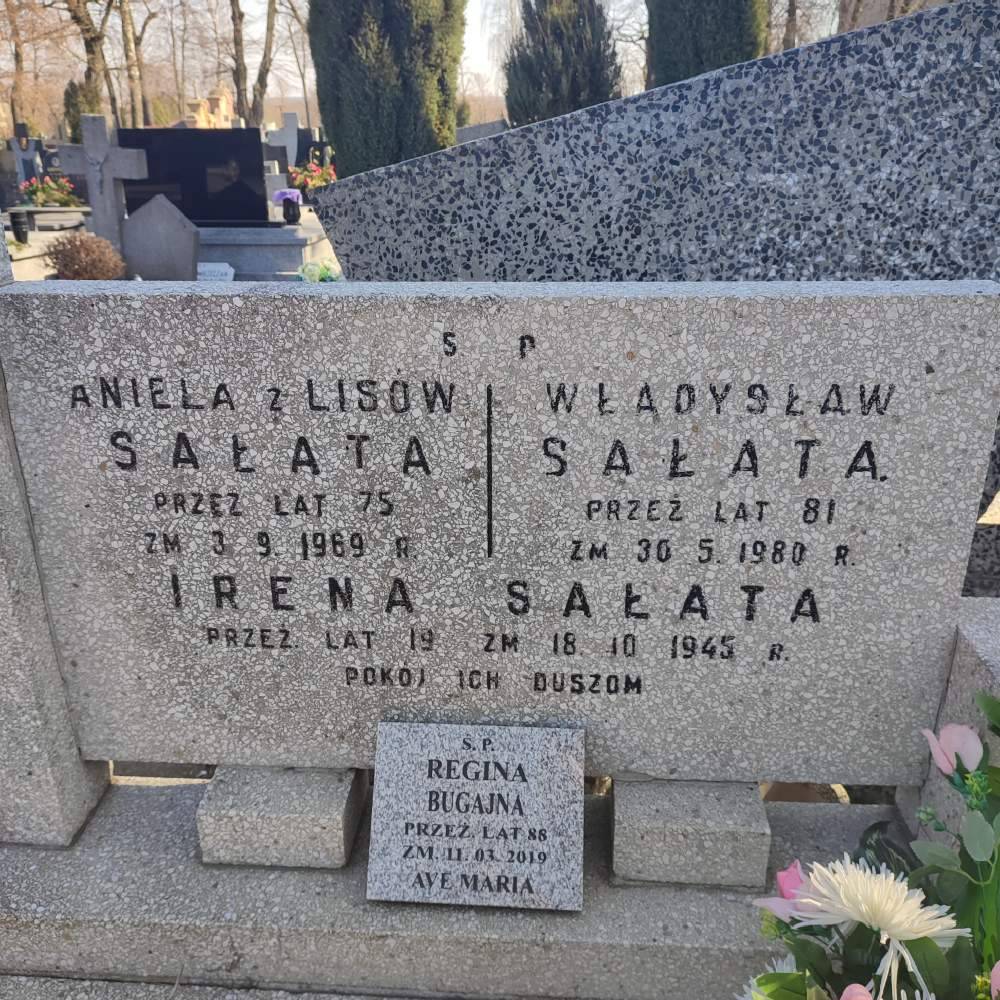 S P
ANIELA z LISÓW
SAŁATA
PRZEŻ LAT 75
ZM 3 9. 1969 R.
WŁADYSŁAW
SAŁATA.
PRZEŻ LAT 81
ZM 30 5. 1980 R.
IRENA SAŁATA
PRZEŻ. LAT 19 ZM 18. 10 1945 R.
POKÓJ ICH DUSZOM
Ś. P.
REGINA
BUGAJNA
PRZEŻ. LAT 88
ZM. 11. 03. 2019
AVE MARIA